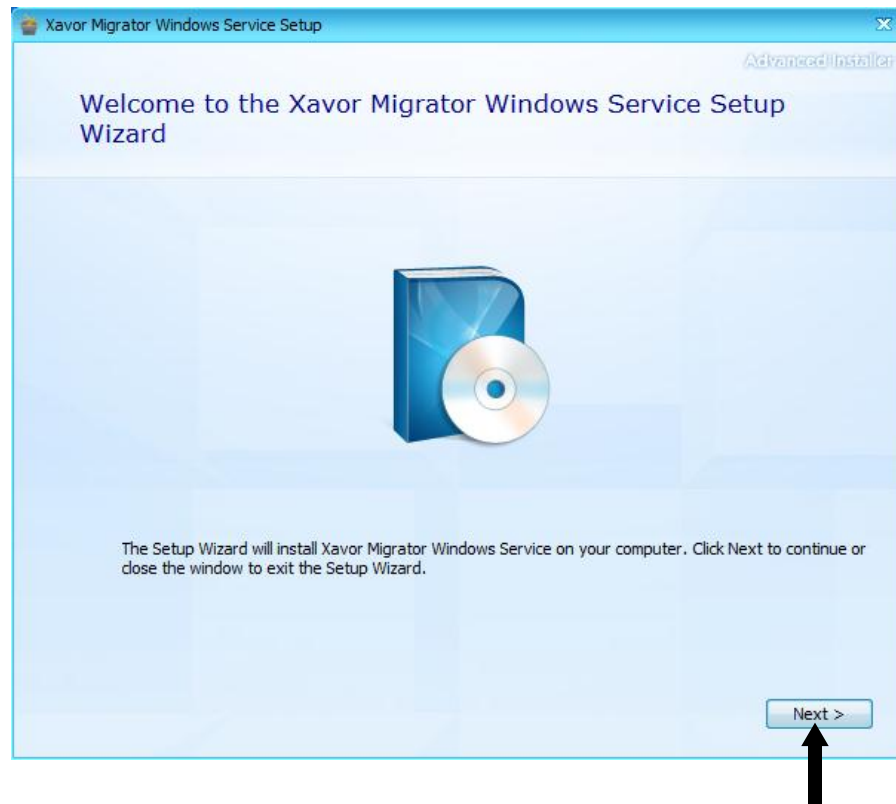 Xavor Migrator Windows Service Setup
Advanced Installer
Welcome to the Xavor Migrator Windows Service Setup
Wizard
The Setup Wizard will install Xavor Migrator Windows Service on your computer. Click Next to continue or
close the window to exit the Setup Wizard.
Next >